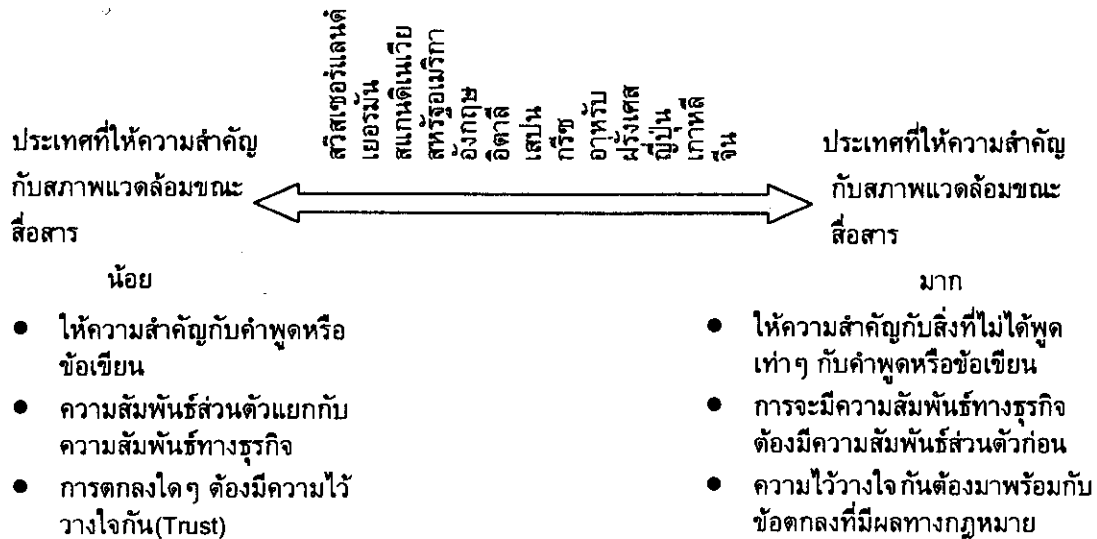 สวิสเซอร์แลนด์
เยอรมัน
สแกนดิเนเวีย
สหรัฐอเมริกา
อังกฤษ
อิตาลี
เสปน
กรีซ
อาหรับ
ฝรั่งเศส
ญี่ปุ่น
เกาหลี
จีน
ประเทศที่ให้ความสำคัญ
กับสภาพแวดล้อมขณะ
สื่อสาร
น้อย
● ให้ความสำคัญกับคำพูดหรือ
ข้อเขียน
● ความสัมพันธ์ส่วนตัวแยกกับ
ความสัมพันธ์ทางธุรกิจ
● การตกลงใดๆ ต้องมีความไว้
วางใจกัน(Trust)
ประเทศที่ให้ความสำคัญ
กับสภาพแวดล้อมขณะ
สื่อสาร
มาก
● ให้ความสำคัญกับสิ่งที่ไม่ได้พูด
เท่าๆ กับคำพูดหรือข้อเขียน
● การจะมีความสัมพันธ์ทางธุรกิจ
ต้องมีความสัมพันธ์ส่วนตัวก่อน
● ความไว้วางใจกันต้องมาพร้อมกับ
ข้อตกลงที่มีผลทางกฎหมาย